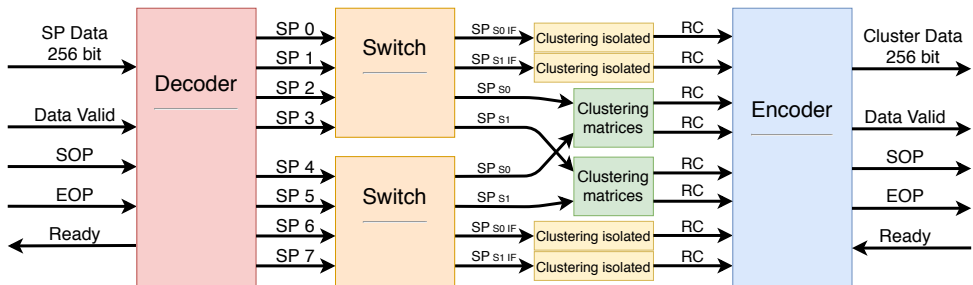 SP Data
256 bit
Data Valid
SOP
EOP
Ready
Decoder
SP 0
SP 1
SP 2
SP 3
SP 4
SP 5
SP 6
SP 7
Switch
Switch
SP S0 IF
SP S1 IF
SP S0
SP S1
SP S0
SP S1
SP S0 IF
SP S1 IF
Clustering isolated
Clustering isolated
Clustering
matrices
Clustering
matrices
Clustering isolated
Clustering isolated
RC
RC
RC
RC
RC
RC
RC
RC
Encoder
Cluster Data
256 bit
Data Valid
SOP
EOP
Ready